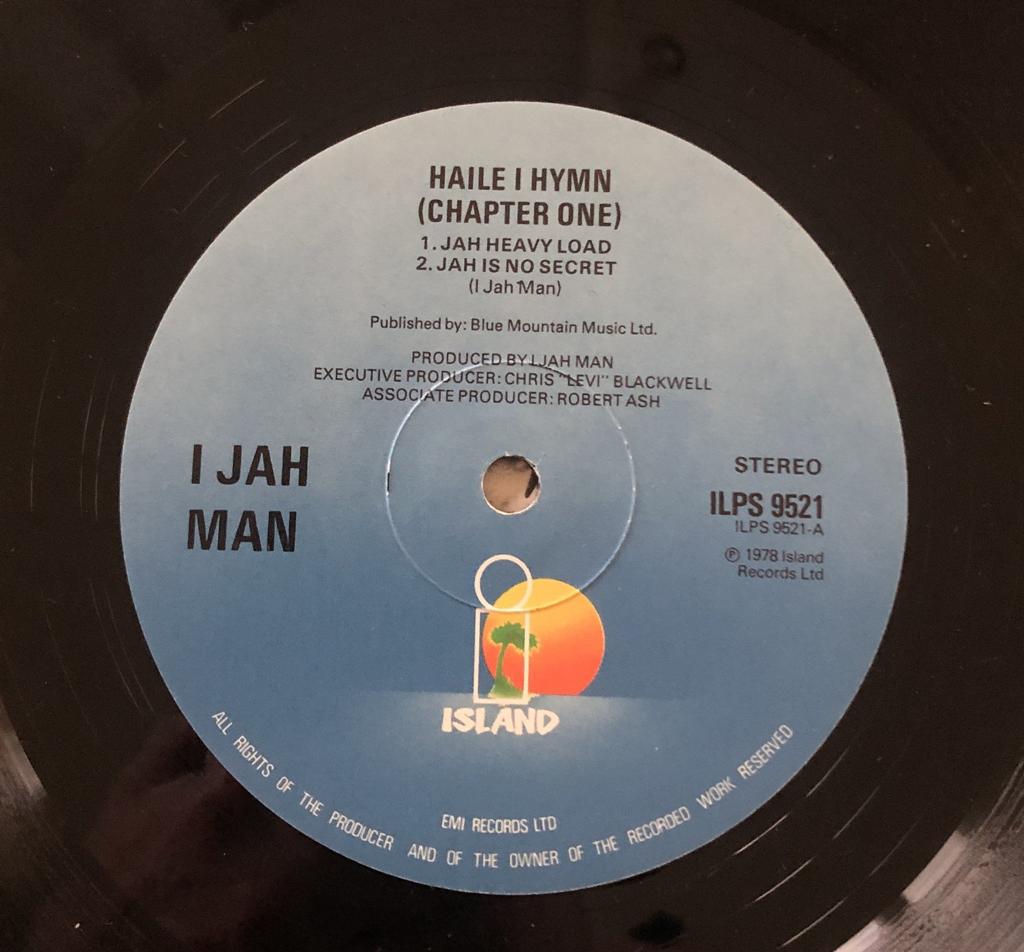 HAILE I HYMN
(CHAPTER ONE)
1. JAH HEAVY LOAD
2. JAH IS NO SECRET
(I Jah Man)
Published by: Blue Mountain Music Ltd.
PRODUCED BY I JAH MAN
EXECUTIVE PRODUCER: CHRIS "LEVI" BLACKWELL
ASSOCIATE PRODUCER: ROBERT ASH
I JAH
MAN
STEREO
ILPS 9521
ILPS 9521-A
℗ 1978 Island
Records Ltd
ISLAND
EMI RECORDS LTD
ALL RIGHTS OF THE PRODUCER AND OF THE OWNER OF THE RECORDED WORK RESERVED